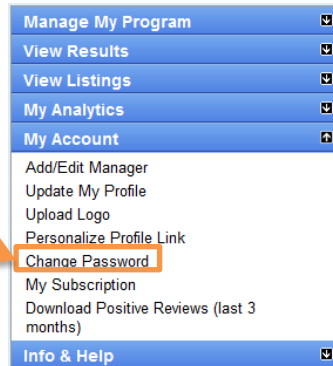 Manage My Program
View Results
View Listings
My Analytics
My Account
Add/Edit Manager
Update My Profile
Upload Logo
Personalize Profile Link
Change Password
My Subscription
Download Positive Reviews (last 3
months)
Info & Help